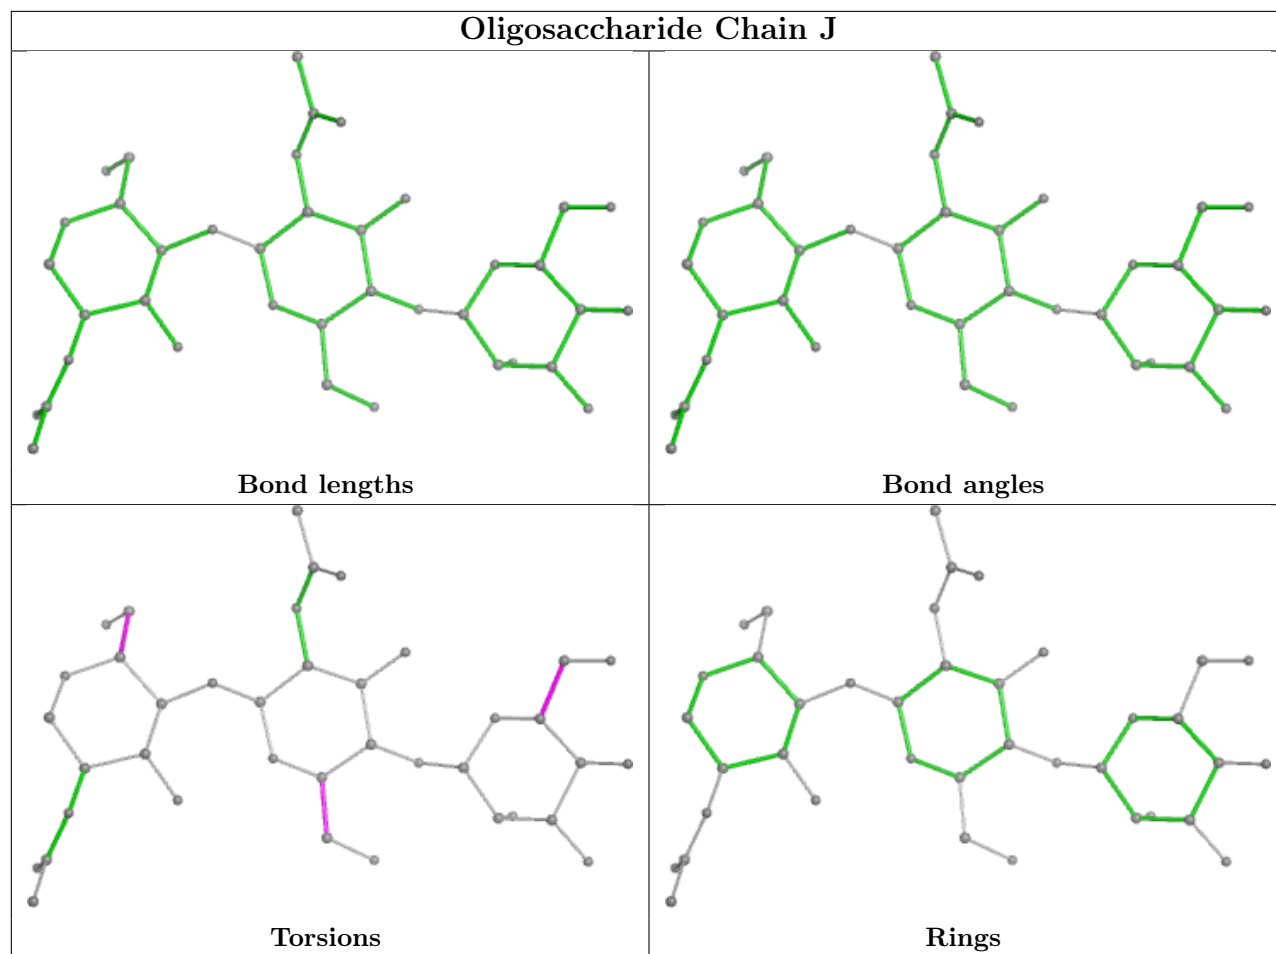 Oligosaccharide Chain J
Bond lengths
Bond angles
Torsions
Rings